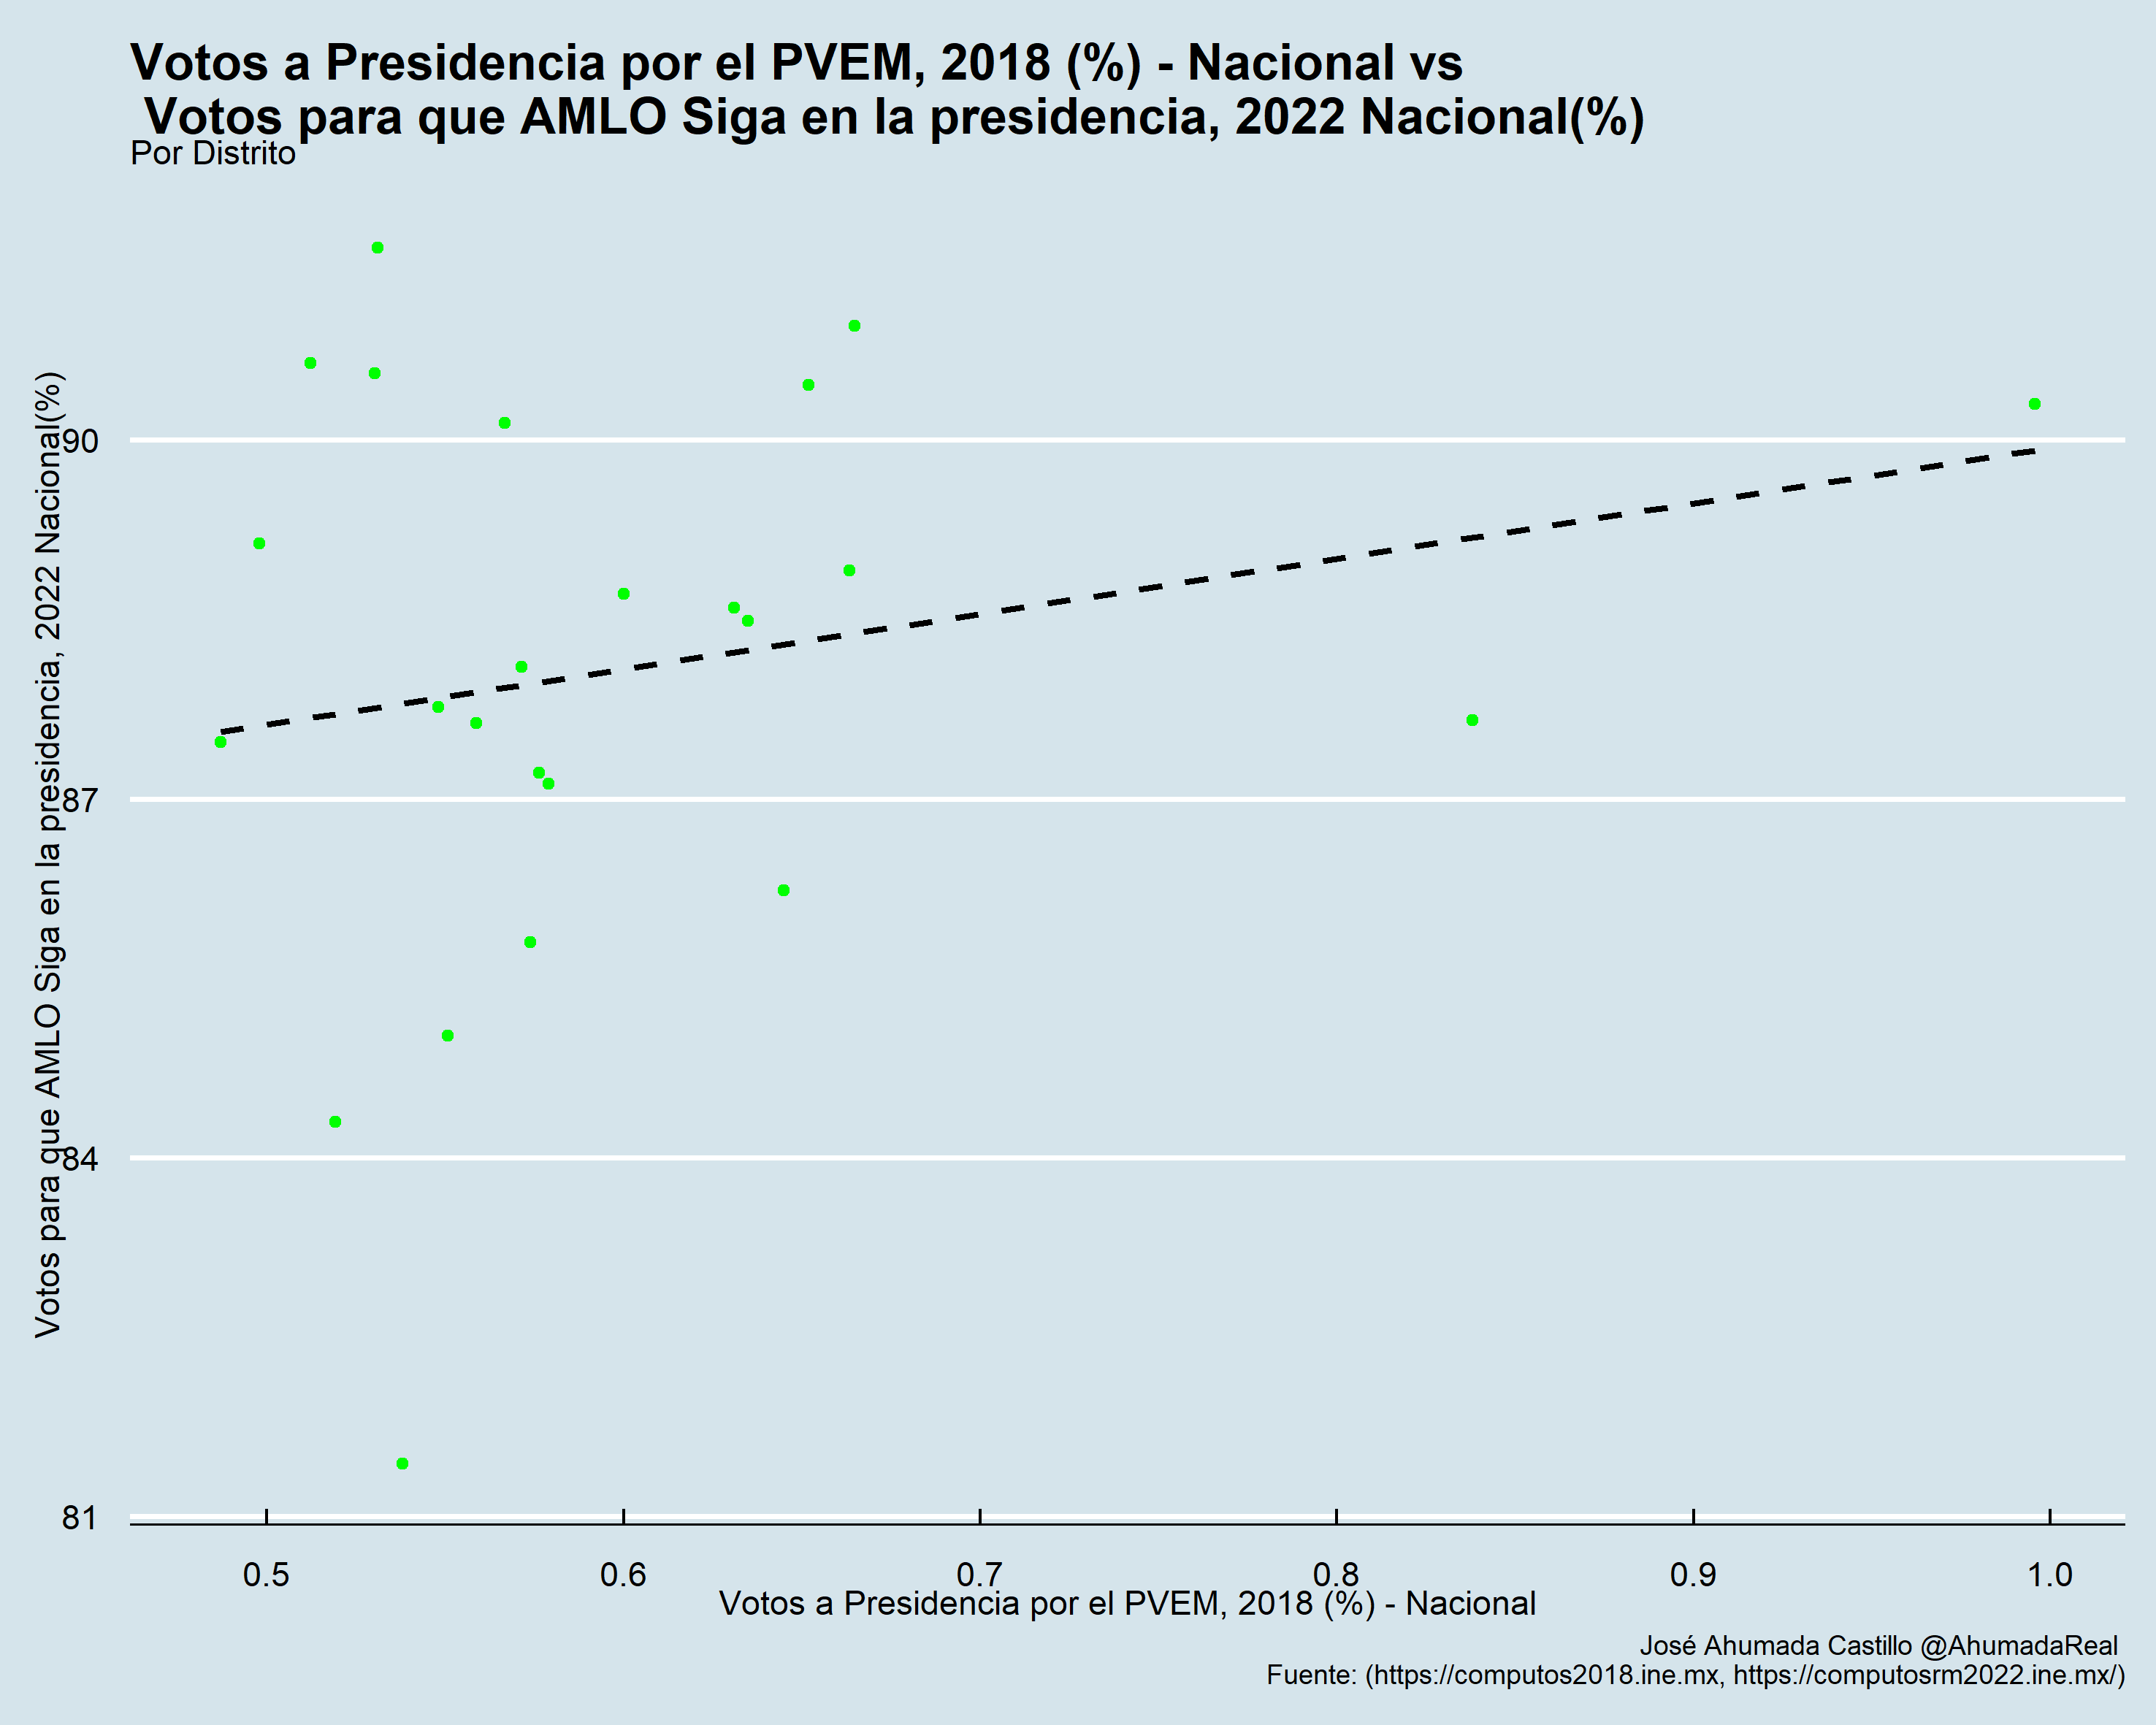 Votos a Presidencia por el PVEM, 2018 (%) - Nacional vs
Votos para que AMLO Siga en la presidencia, 2022 Nacional(%)
Por Distrito
Votos para que AMLO Siga en la presidencia, 2022 Nacional(%)
90
87
84
81
0.5 0.6 0.7 0.8 0.9 1.0
Votos a Presidencia por el PVEM, 2018 (%) - Nacional
José Ahumada Castillo @AhumadaReal
Fuente: (https://computos2018.ine.mx, https://computosrm2022.ine.mx/)